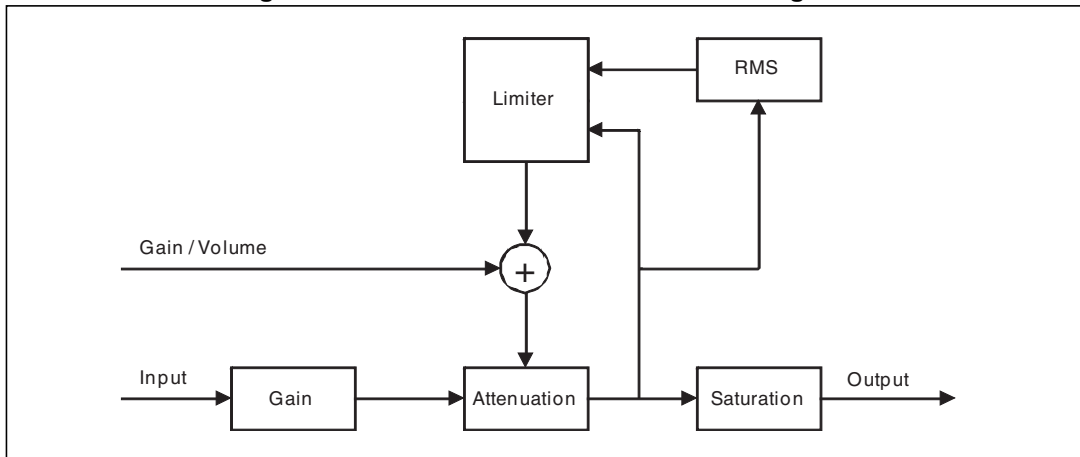 RMS
Limiter
Gain / Volume
+
Input
Gain
Attenuation
Saturation
Output